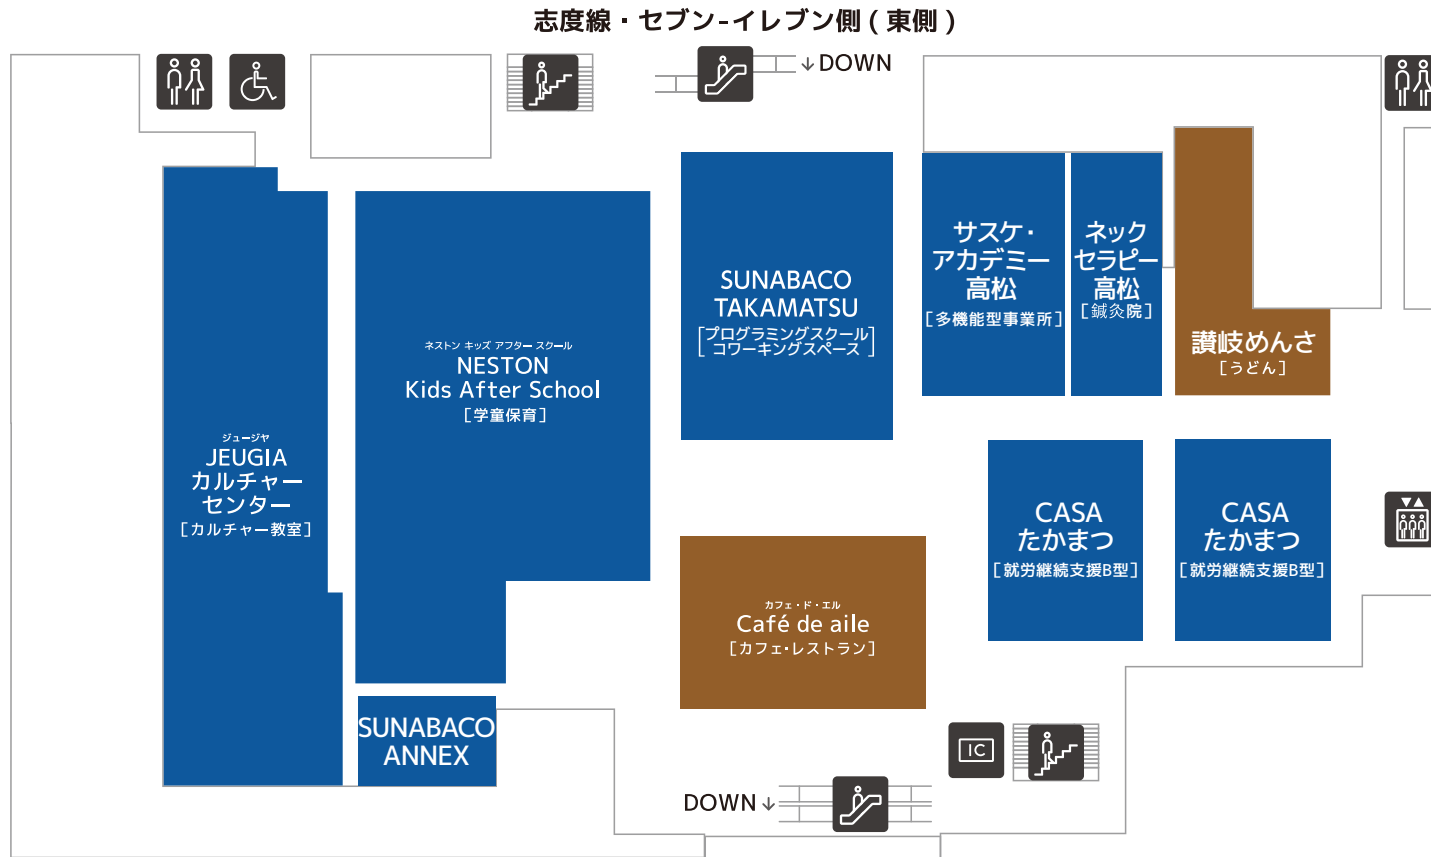 志度線・セブン-イレブン側 ( 東側 )
↓ DOWN
ジュージヤ
JEUGIA
カルチャー
センター
[カルチャー教室]
ネストン キッズ アフター スクール
NESTON
Kids After School
[学童保育]
SUNABACO
TAKAMATSU
[プログラミングスクール
コワーキングスペース]
サスケ・
アカデミー
高松
[多機能型事業所]
ネック
セラピー
高松
[鍼灸院]
讃岐めんさ
[うどん]
CASA
たかまつ
[就労継続支援B型]
CASA
たかまつ
[就労継続支援B型]
カフェ・ド・エル
Café de aile
[カフェ・レストラン]
SUNABACO
ANNEX
IC
DOWN ↓